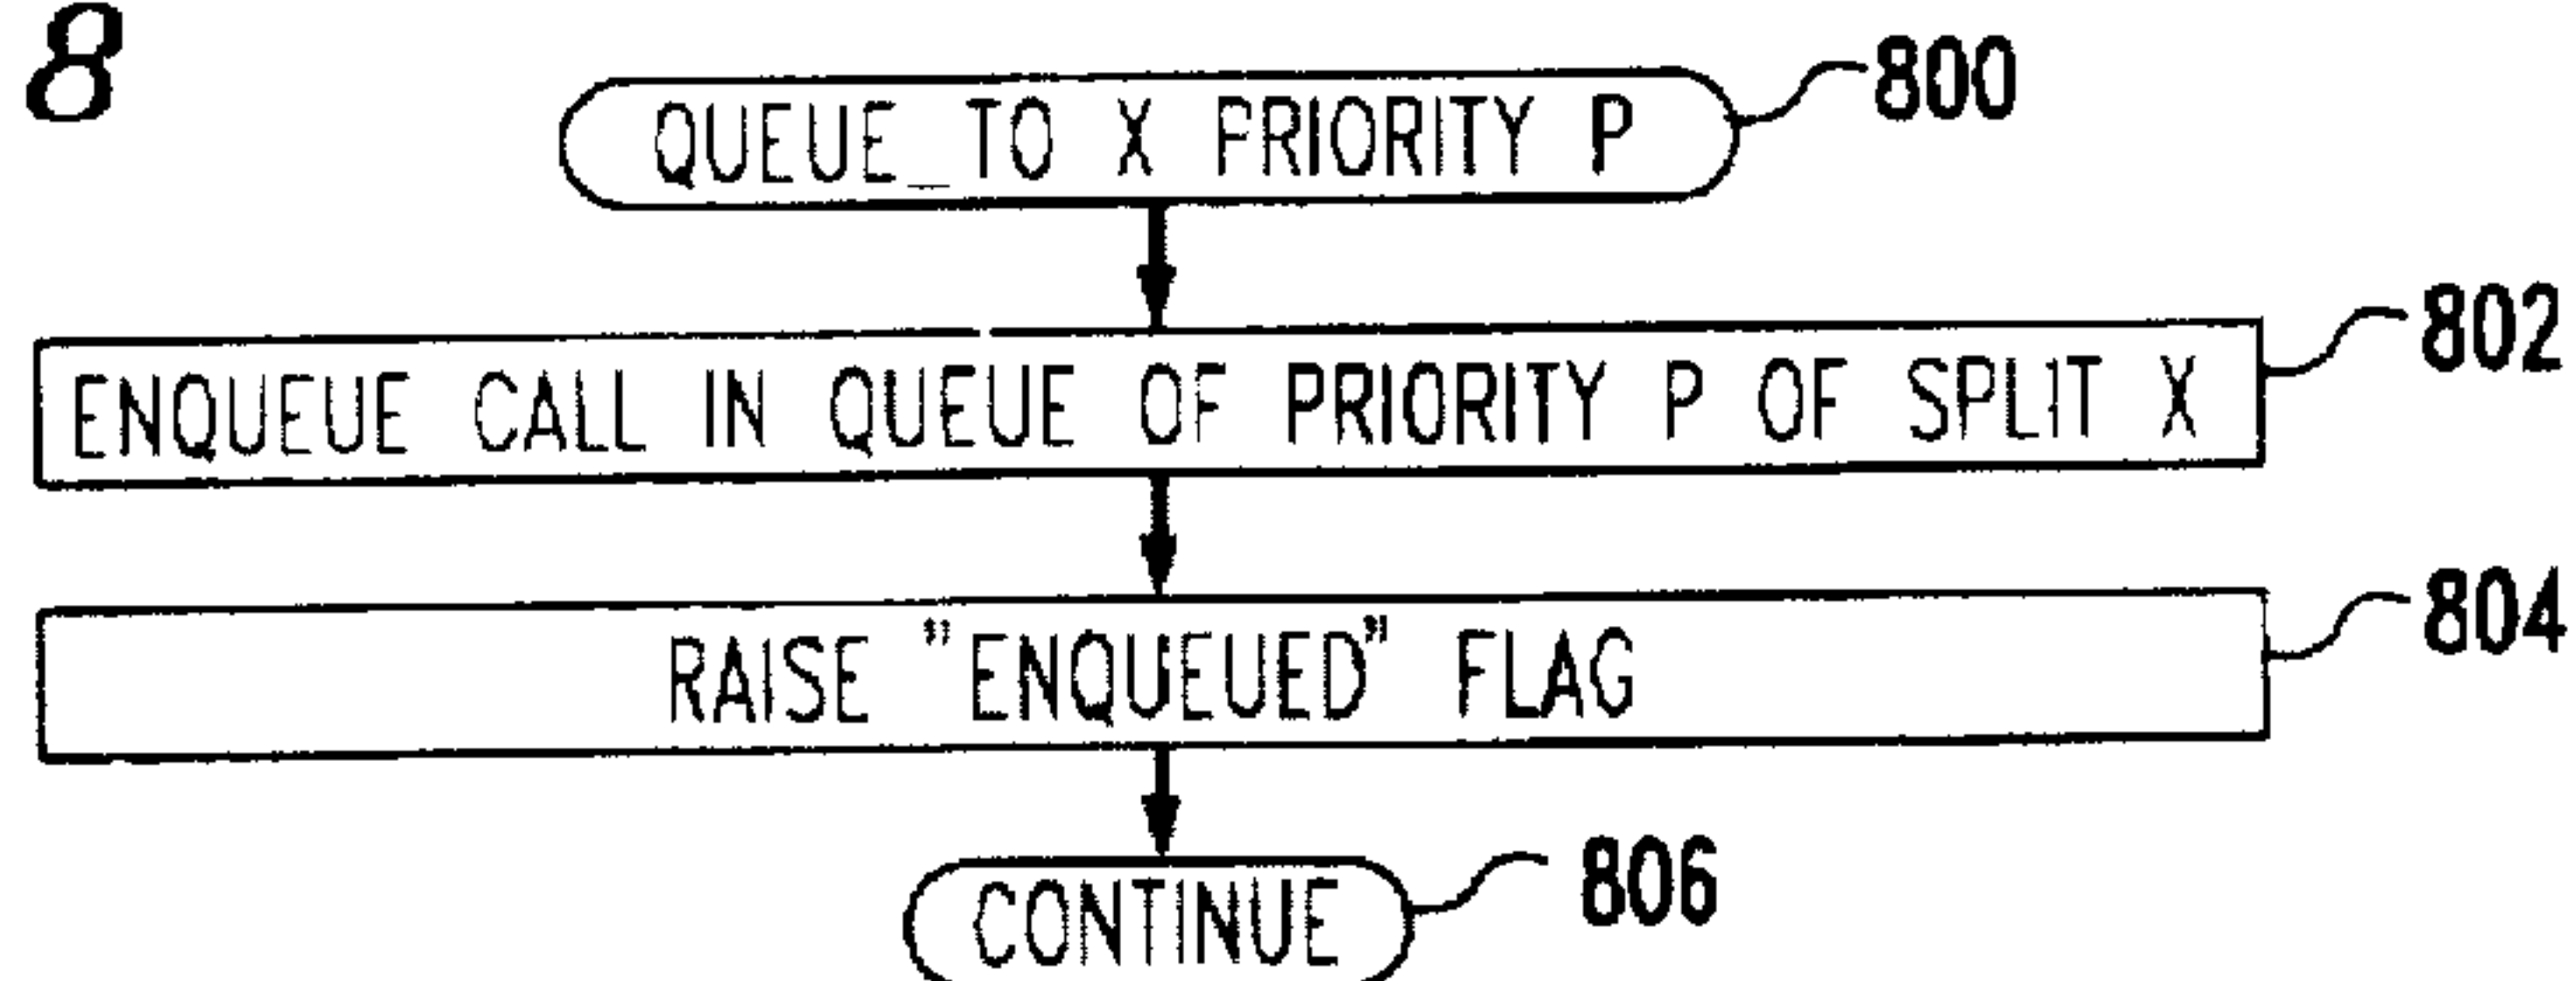 8
QUEUE_TO X PRIORITY P
800
ENQUEUE CALL IN QUEUE OF PRIORITY P OF SPLIT X
802
RAISE "ENQUEUED" FLAG
804
CONTINUE
806